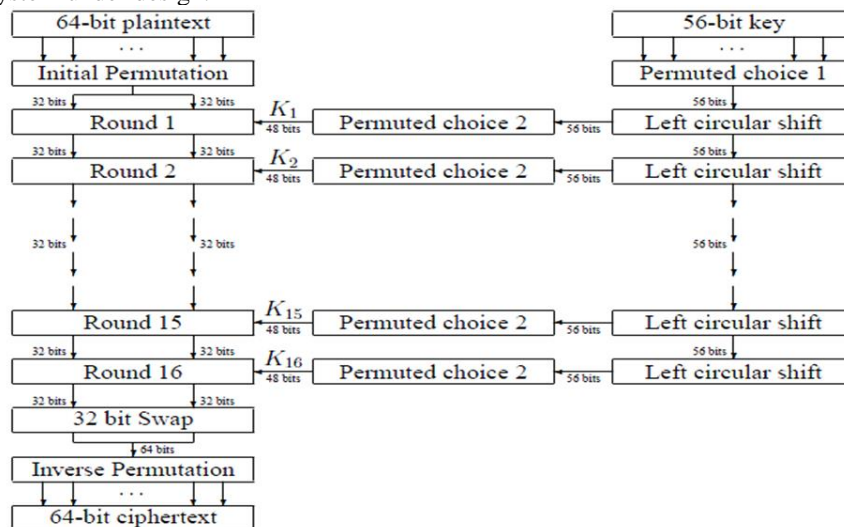 64-bit plaintext 56-bit key
· · · · · ·
Initial Permutation Permuted choice 1
32 bits 32 bits 56 bits
K1
Round 1 48 bits Permuted choice 2 56 bits Left circular shift
32 bits 32 bits 56 bits
K2
Round 2 48 bits Permuted choice 2 56 bits Left circular shift
32 bits 32 bits 56 bits
K15
Round 15 48 bits Permuted choice 2 56 bits Left circular shift
32 bits 32 bits 56 bits
K16
Round 16 48 bits Permuted choice 2 56 bits Left circular shift
32 bits 32 bits
32 bit Swap
64 bits
Inverse Permutation
· · ·
64-bit ciphertext